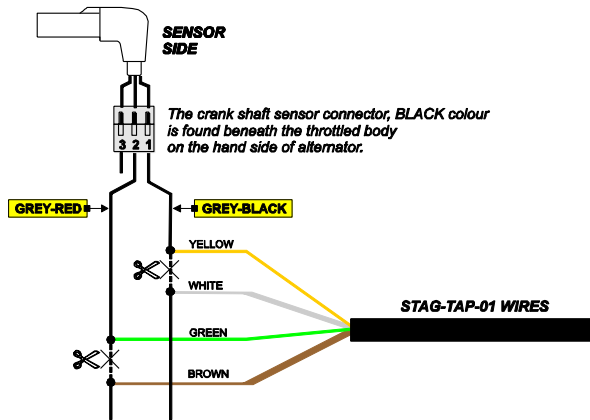 SENSOR
SIDE
The crank shaft sensor connector, BLACK colour
is found beneath the throttled body
on the hand side of alternator.
3 2 1
GREY-RED
GREY-BLACK
YELLOW
WHITE
STAG-TAP-01 WIRES
GREEN
BROWN